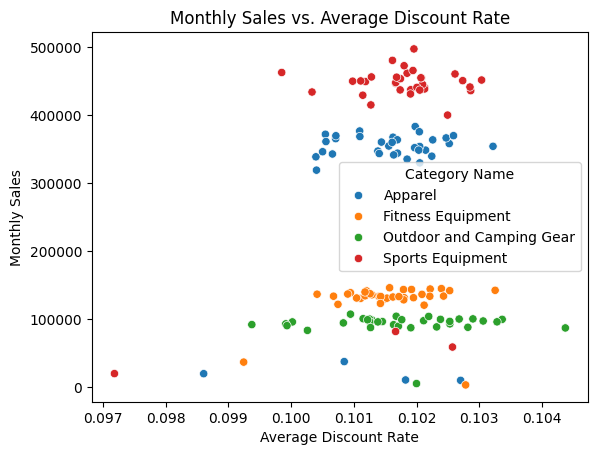 Monthly Sales vs. Average Discount Rate
Monthly Sales
500000
400000
300000
200000
100000
0
Category Name
Apparel
Fitness Equipment
Outdoor and Camping Gear
Sports Equipment
0.097 0.098 0.099 0.100 0.101 0.102 0.103 0.104
Average Discount Rate